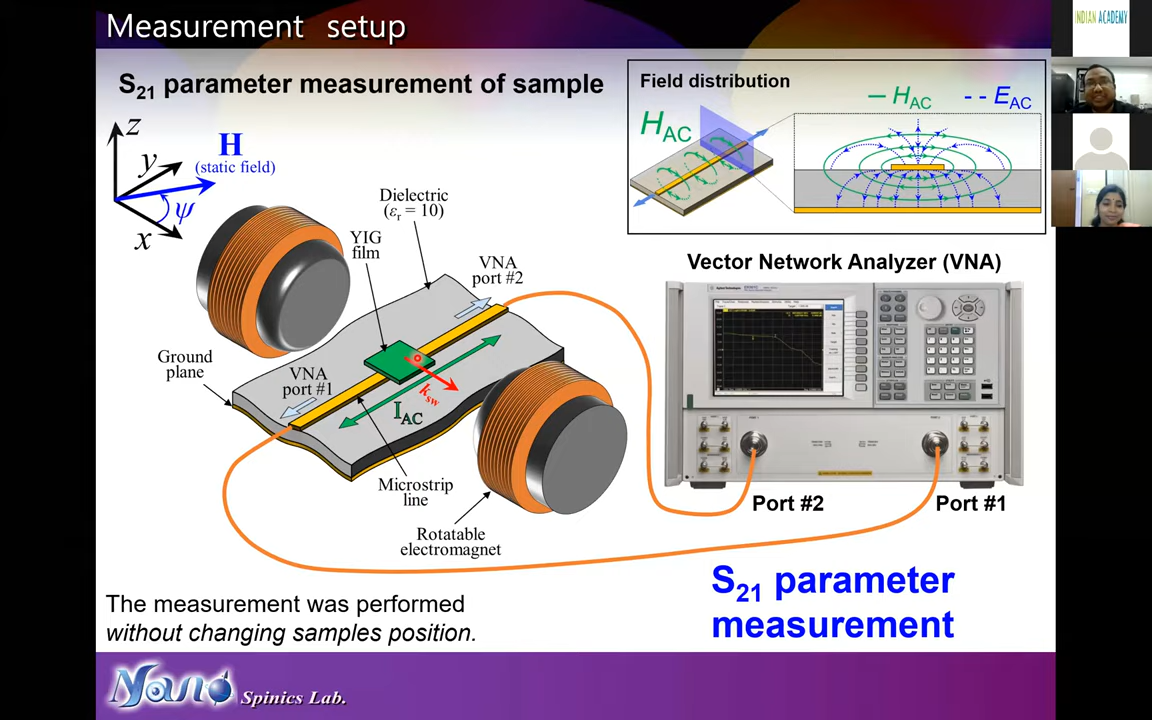 Measurement setup
S21 parameter measurement of sample
z
y
x
H
(static field)
ψ
Dielectric
(εr = 10)
YIG
film
VNA
port #2
Ground
plane
VNA
port #1
ksw
IAC
Microstrip
line
Rotatable
electromagnet
Field distribution
HAC
HAC
EAC
Vector Network Analyzer (VNA)
Port #2
Port #1
S21 parameter
measurement
The measurement was performed
without changing samples position.
Nano
Spinics Lab.
INDIAN ACADEMY